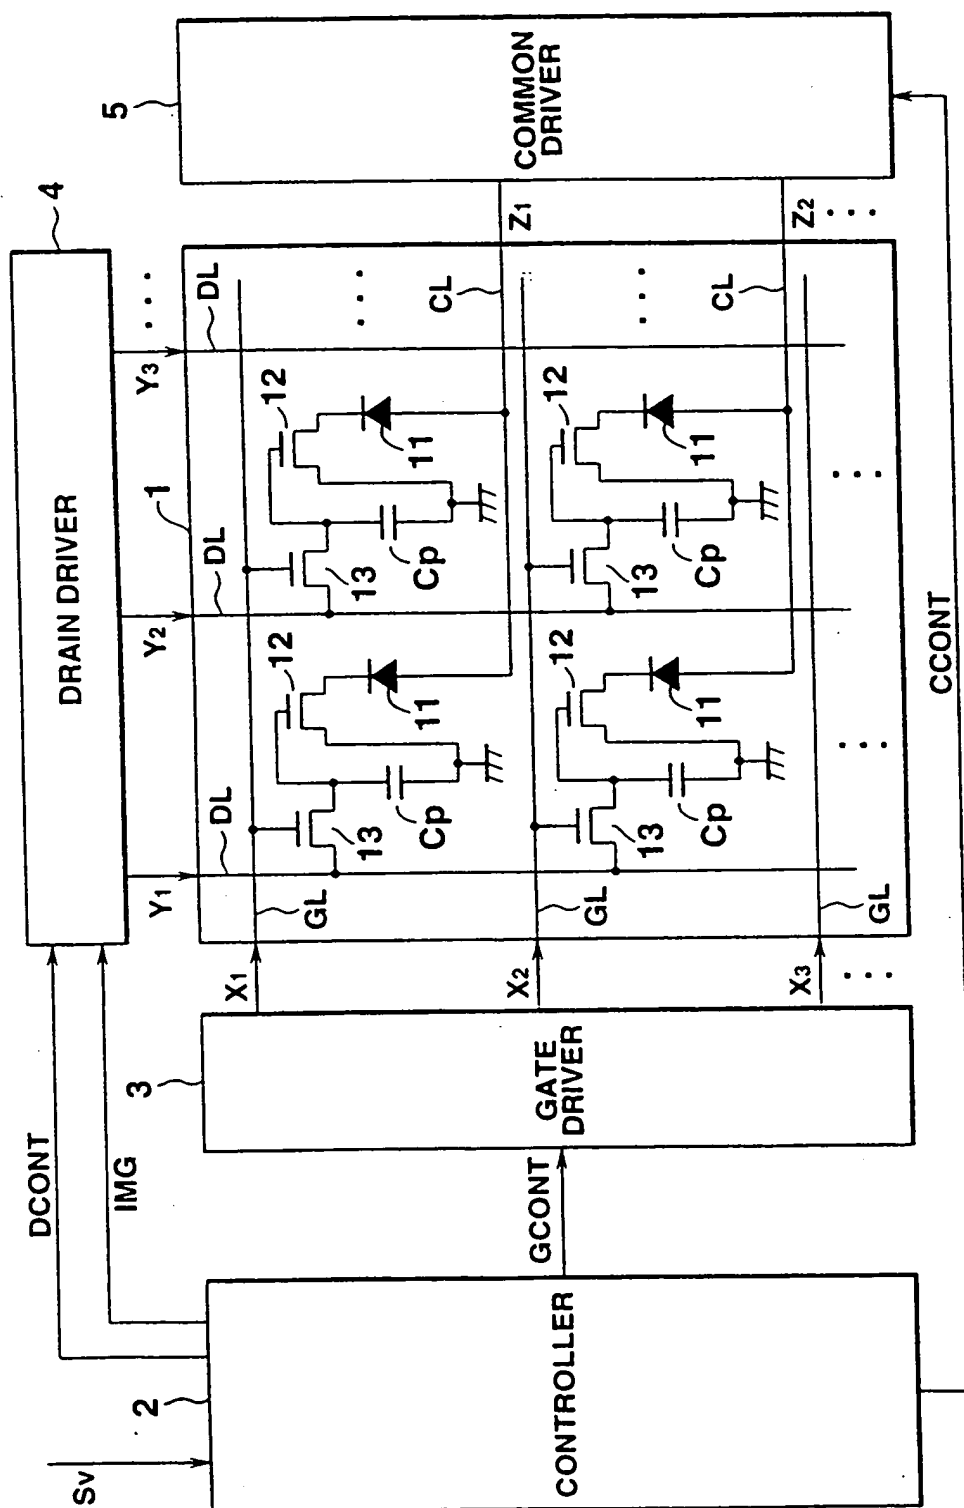 Sv
2
CONTROLLER
DCONT
IMG
GCONT
CCONT
3
GATE
DRIVER
X1
X2
X3
4
DRAIN DRIVER
Y1
Y2
Y3
. . .
1
DL
DL
DL
GL
GL
GL
13
12
11
Cp
13
12
11
Cp
. . .
CL
13
12
11
Cp
13
12
11
Cp
. . .
CL
. . .
. . .
. . .
5
COMMON
DRIVER
Z1
Z2
. . .